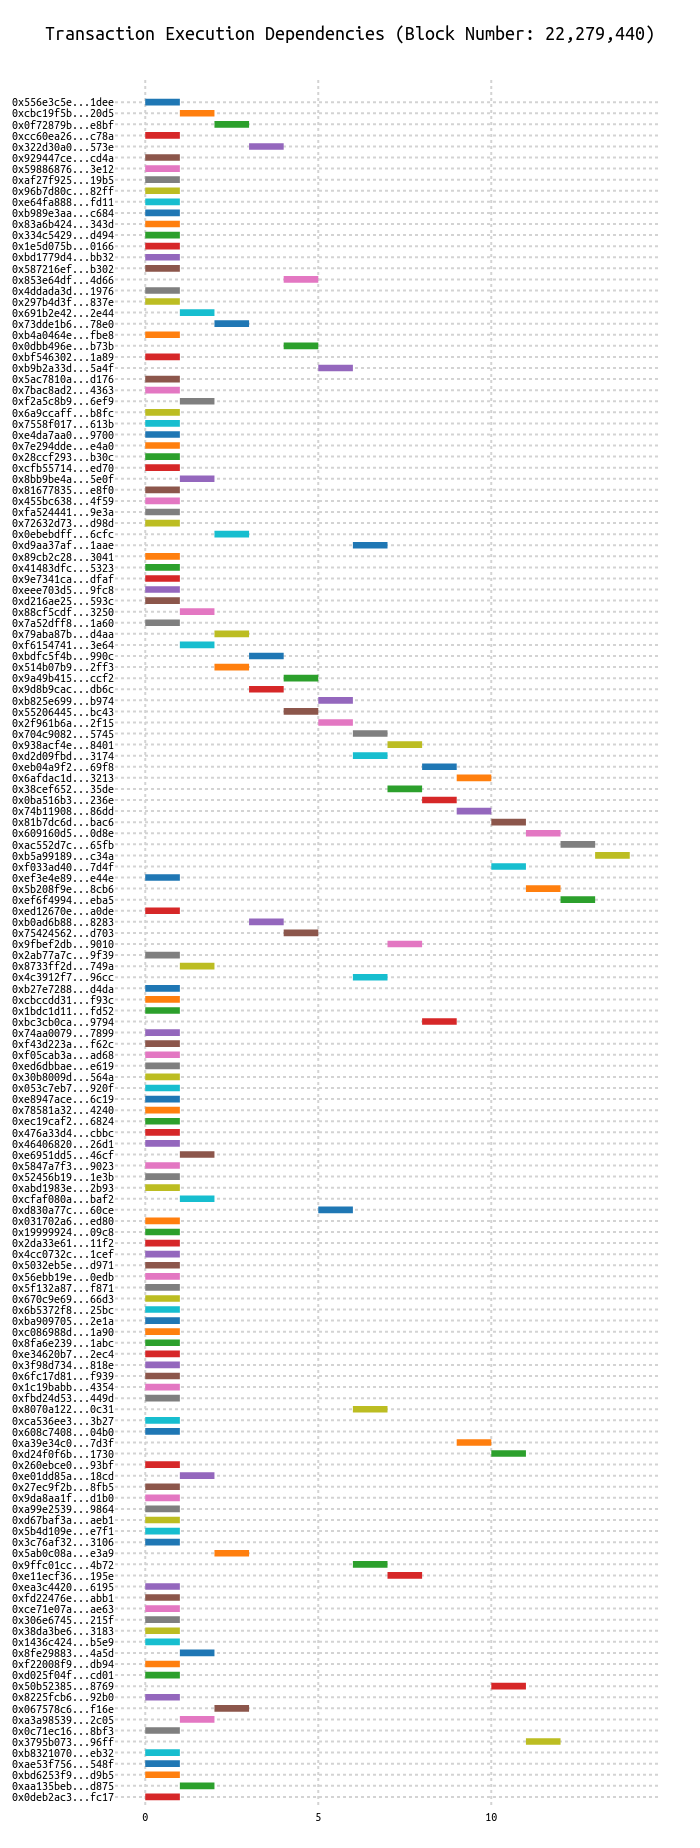 Transaction Execution Dependencies (Block Number: 22,279,440)
0x556e3c5e...1dee
0xcbc19f5b...20d5
0x0f72879b...e8bf
0xcc60ea26...c78a
0x322d30a0...573e
0x929447ce...cd4a
0x59886876...3e12
0xaf27f925...19b5
0x96b7d80c...82ff
0xe64fa888...fd11
0xb989e3aa...c684
0x83a6b424...343d
0x334c5429...d494
0x1e5d075b...0166
0xbd1779d4...bb32
0x587216ef...b302
0x853e64df...4d66
0x4ddada3d...1976
0x297b4d3f...837e
0x691b2e42...2e44
0x73dde1b6...78e0
0xb4a0464e...fbe8
0x0dbb496e...b73b
0xbf546302...1a89
0xb9b2a33d...5a4f
0x5ac7810a...d176
0x7bac8ad2...4363
0xf2a5c8b9...6ef9
0x6a9ccaff...b8fc
0x7558f017...613b
0xe4da7aa0...9700
0x7e294dde...e4a0
0x28ccf293...b30c
0xcfb55714...ed70
0x8bb9be4a...5e0f
0x81677835...e8f0
0x455bc638...4f59
0xfa524441...9e3a
0x72632d73...d98d
0x0ebebdff...6cfc
0xd9aa37af...1aae
0x89cb2c28...3041
0x41483dfc...5323
0x9e7341ca...dfaf
0xeee703d5...9fc8
0xd216ae25...593c
0x88cf5cdf...3250
0x7a52dff8...1a60
0x79aba87b...d4aa
0xf6154741...3e64
0xbdfc5f4b...990c
0x514b07b9...2ff3
0x9a49b415...ccf2
0x9d8b9cac...db6c
0xb825e699...b974
0x55206445...bc43
0x2f961b6a...2f15
0x704c9082...5745
0x938acf4e...8401
0xd2d09fbd...3174
0xeb04a9f2...69f8
0x6afdac1d...3213
0x38cef652...35de
0x0ba516b3...236e
0x74b11908...86dd
0x81b7dc6d...bac6
0x609160d5...0d8e
0xac552d7c...65fb
0xb5a99189...c34a
0xf033ad40...7d4f
0xef3e4e89...e44e
0x5b208f9e...8cb6
0xef6f4994...eba5
0xed12670e...a0de
0xb0ad6b88...8283
0x75424562...d703
0x9fbef2db...9010
0x2ab77a7c...9f39
0x8733ff2d...749a
0x4c3912f7...96cc
0xb27e7288...d4da
0xcbccdd31...f93c
0x1bdc1d11...fd52
0xbc3cb0ca...9794
0x74aa0079...7899
0xf43d223a...f62c
0xf05cab3a...ad68
0xed6dbbae...e619
0x30b8009d...564a
0x053c7eb7...920f
0xe8947ace...6c19
0x78581a32...4240
0xec19caf2...6824
0x476a33d4...cbbc
0x46406820...26d1
0xe6951dd5...46cf
0x5847a7f3...9023
0x52456b19...1e3b
0xabd1983e...2b93
0xcfaf080a...baf2
0xd830a77c...60ce
0x031702a6...ed80
0x19999924...09c8
0x2da33e61...11f2
0x4cc0732c...1cef
0x5032eb5e...d971
0x56ebb19e...0edb
0x5f132a87...f871
0x670c9e69...66d3
0x6b5372f8...25bc
0xba909705...2e1a
0xc086988d...1a90
0x8fa6e239...1abc
0xe34620b7...2ec4
0x3f98d734...818e
0x6fc17d81...f939
0x1c19babb...4354
0xfbd24d53...449d
0x8070a122...0c31
0xca536ee3...3b27
0x608c7408...04b0
0xa39e34c0...7d3f
0xd24f0f6b...1730
0x260ebce0...93bf
0xe01dd85a...18cd
0x27ec9f2b...8fb5
0x9da8aa1f...d1b0
0xa99e2539...9864
0xd67baf3a...aeb1
0x5b4d109e...e7f1
0x3c76af32...3106
0x5ab0c08a...e3a9
0x9ffc01cc...4b72
0xe11ecf36...195e
0xea3c4420...6195
0xfd22476e...abb1
0xce71e07a...ae63
0x306e6745...215f
0x38da3be6...3183
0x1436c424...b5e9
0x8fe29883...4a5d
0xf22008f9...db94
0xd025f04f...cd01
0x50b52385...8769
0x8225fcb6...92b0
0x067578c6...f16e
0xa3a98539...2c05
0x0c71ec16...8bf3
0x3795b073...96ff
0xb8321070...eb32
0xae53f756...548f
0xbd6253f9...d9b5
0xaa135beb...d875
0x0deb2ac3...fc17
0 5 10